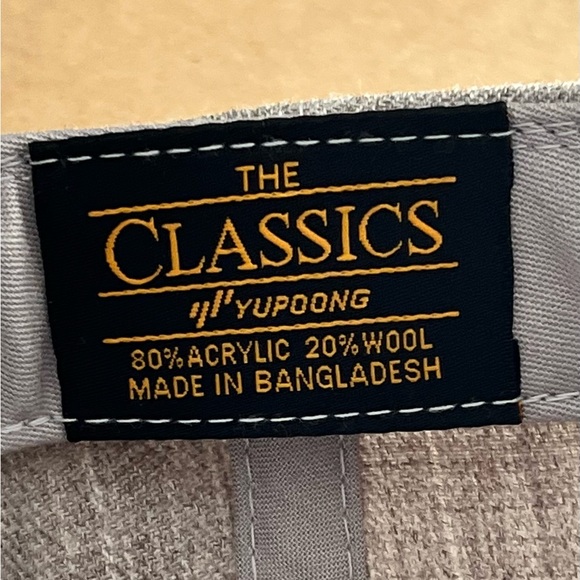 THE
CLASSICS
YUPOONG
80% ACRYLIC 20% WOOL
MADE IN BANGLADESH